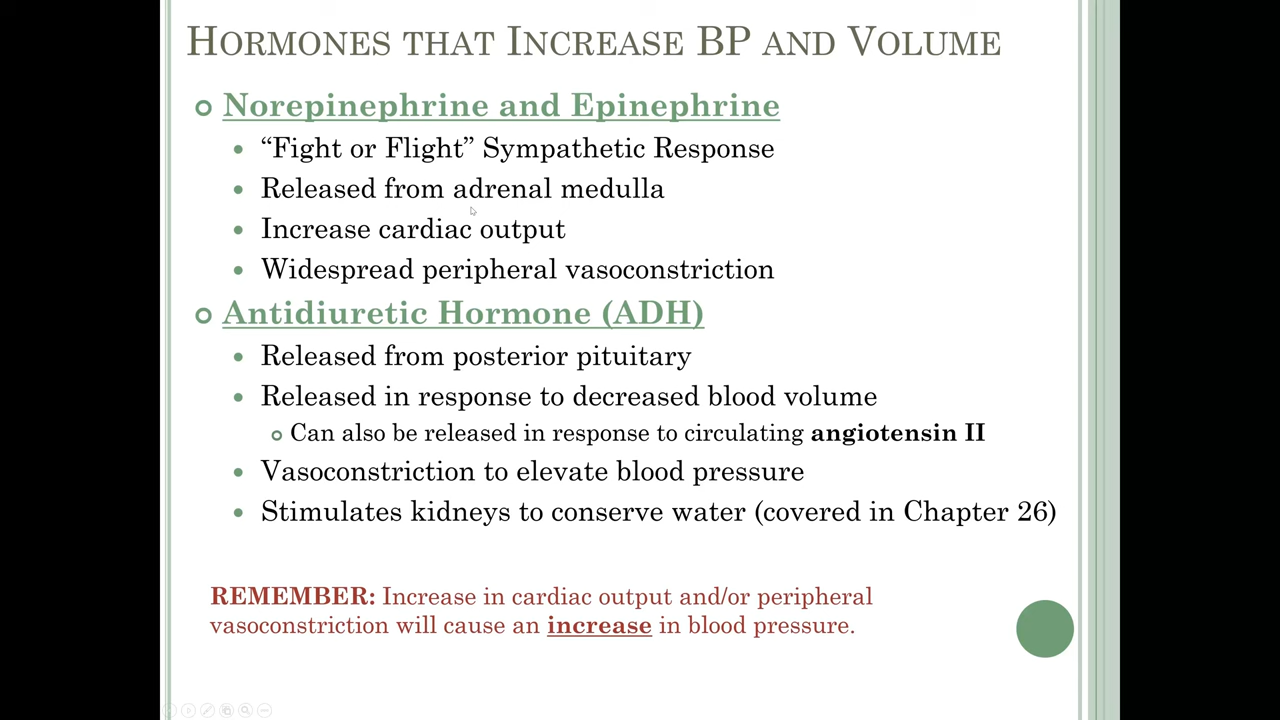 HORMONES THAT INCREASE BP AND VOLUME
Norepinephrine and Epinephrine
“Fight or Flight” Sympathetic Response
Released from adrenal medulla
Increase cardiac output
Widespread peripheral vasoconstriction
Antidiuretic Hormone (ADH)
Released from posterior pituitary
Released in response to decreased blood volume
Can also be released in response to circulating angiotensin II
Vasoconstriction to elevate blood pressure
Stimulates kidneys to conserve water (covered in Chapter 26)
REMEMBER: Increase in cardiac output and/or peripheral
vasoconstriction will cause an increase in blood pressure.